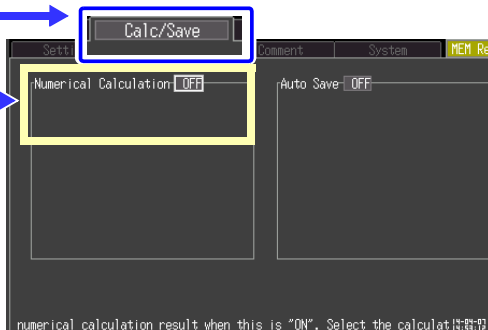 Calc/Save
Setti Comment System MEM Re
Numerical Calculation OFF
Auto Save OFF
numerical calculation result when this is "ON". Select the calculat